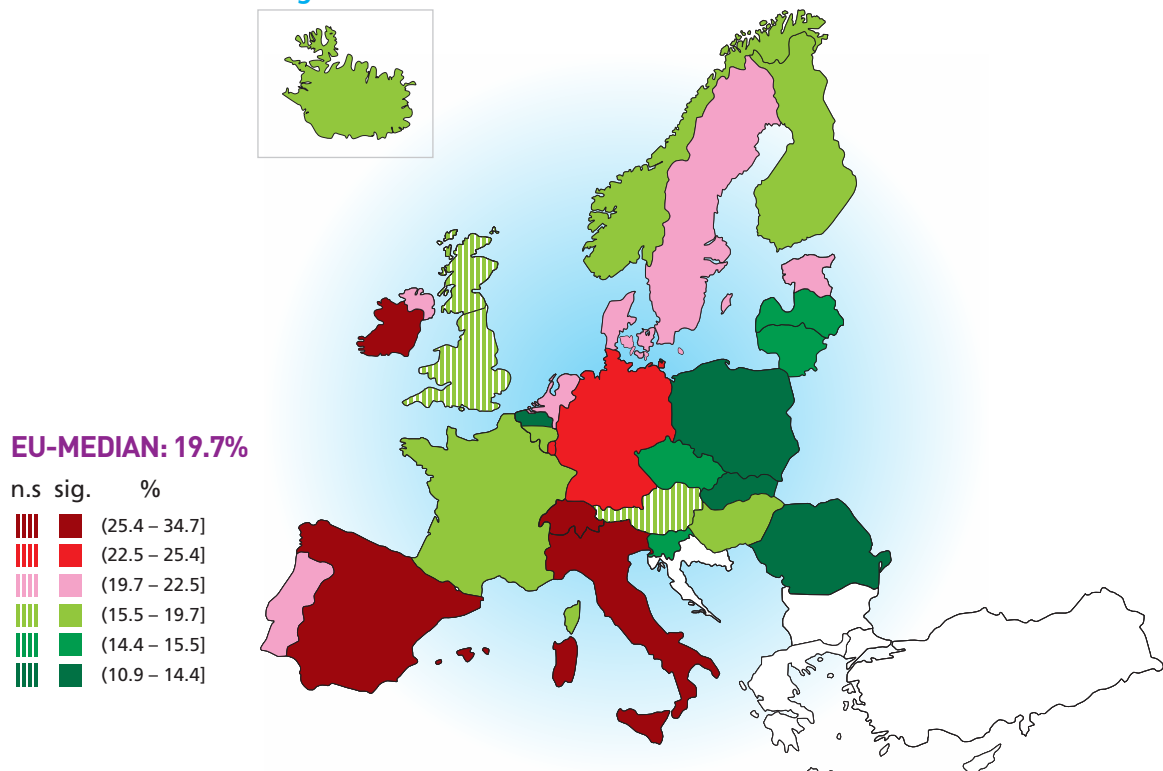 EU-MEDIAN: 19.7%
n.s sig. %
(25.4 – 34.7]
(22.5 – 25.4]
(19.7 – 22.5]
(15.5 – 19.7]
(14.4 – 15.5]
(10.9 – 14.4]